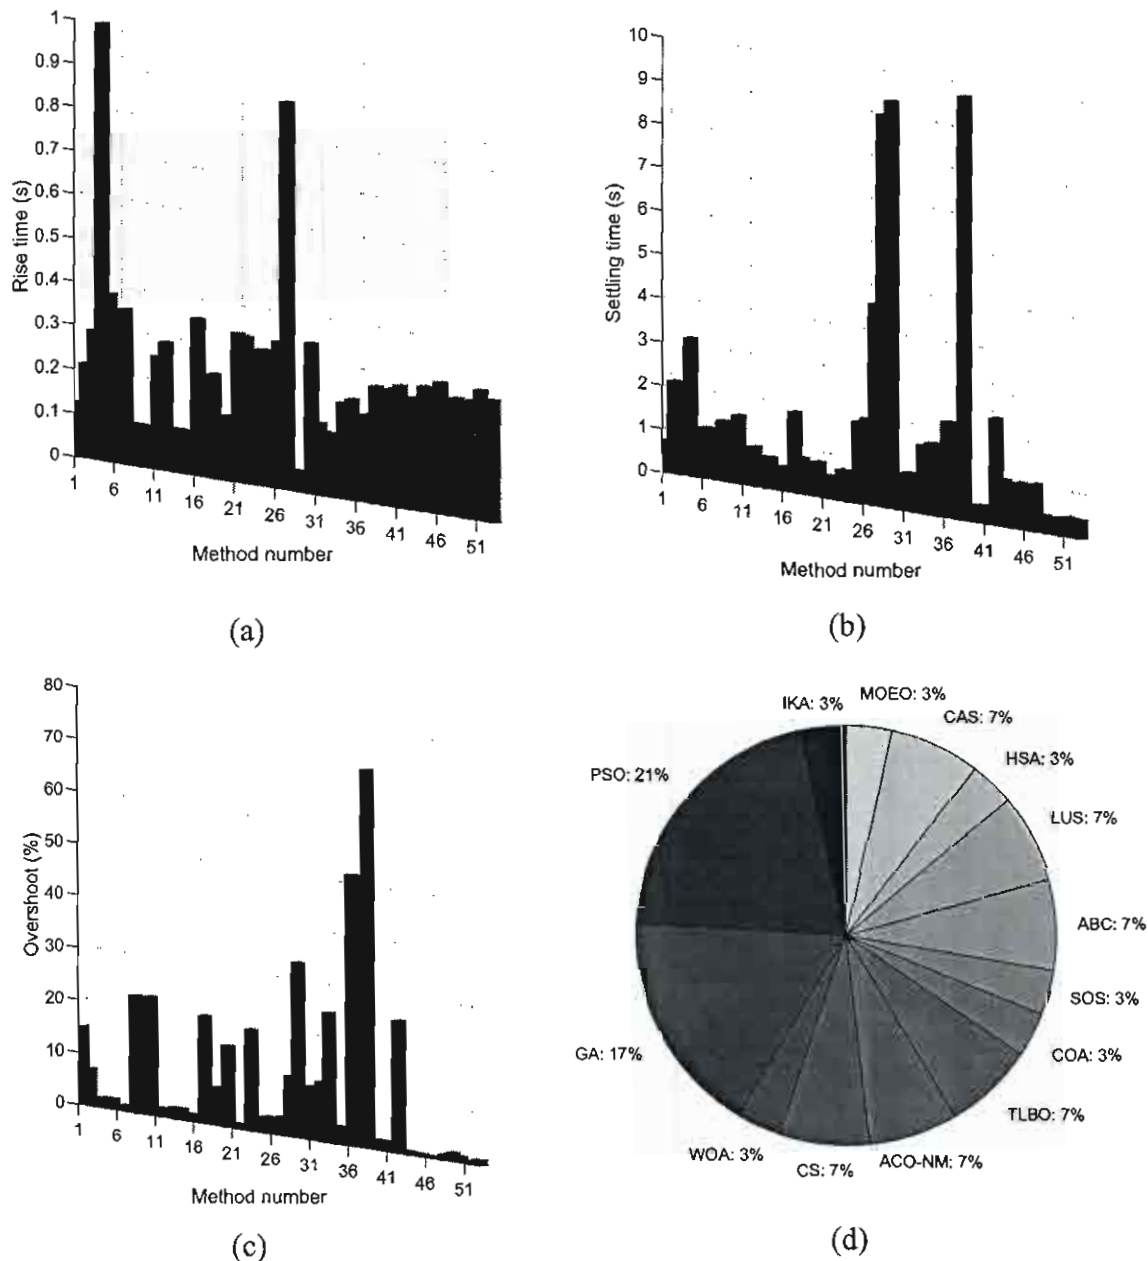 1
0.9
0.8
0.7
0.6
0.5
0.4
0.3
0.2
0.1
0
Rise time (s)
1 6 11 16 21 26 31 36 41 46 51
Method number
(a)
10
9
8
7
6
5
4
3
2
1
0
Settling time (s)
1 6 11 16 21 26 31 36 41 46 51
Method number
(b)
80
70
60
50
40
30
20
10
0
Overshoot (%)
1 6 11 16 21 26 31 36 41 46 51
Method number
(c)
IKA: 3%
MOEO: 3%
CAS: 7%
HSA: 3%
LUS: 7%
ABC: 7%
SOS: 3%
COA: 3%
TLBO: 7%
ACO-NM: 7%
CS: 7%
WOA: 3%
GA: 17%
PSO: 21%
(d)